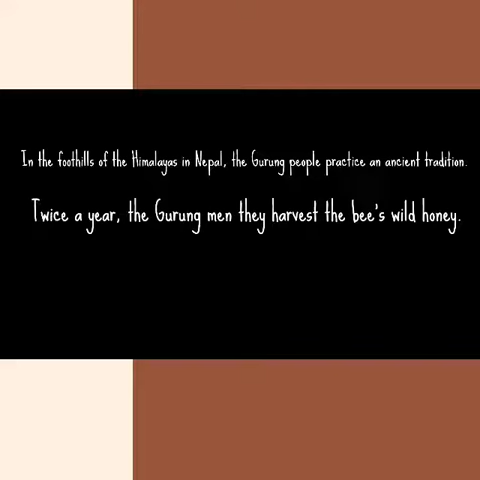 In the foothills of the Himalayas in Nepal, the Gurung people practice an ancient tradition.
Twice a year, the Gurung men they harvest the bee's wild honey.